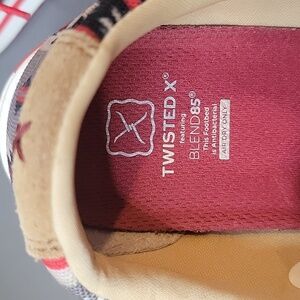 TWISTED X®
featuring
BLEND85®
This Footbed
is Antibacterial
AIR DRY ONLY